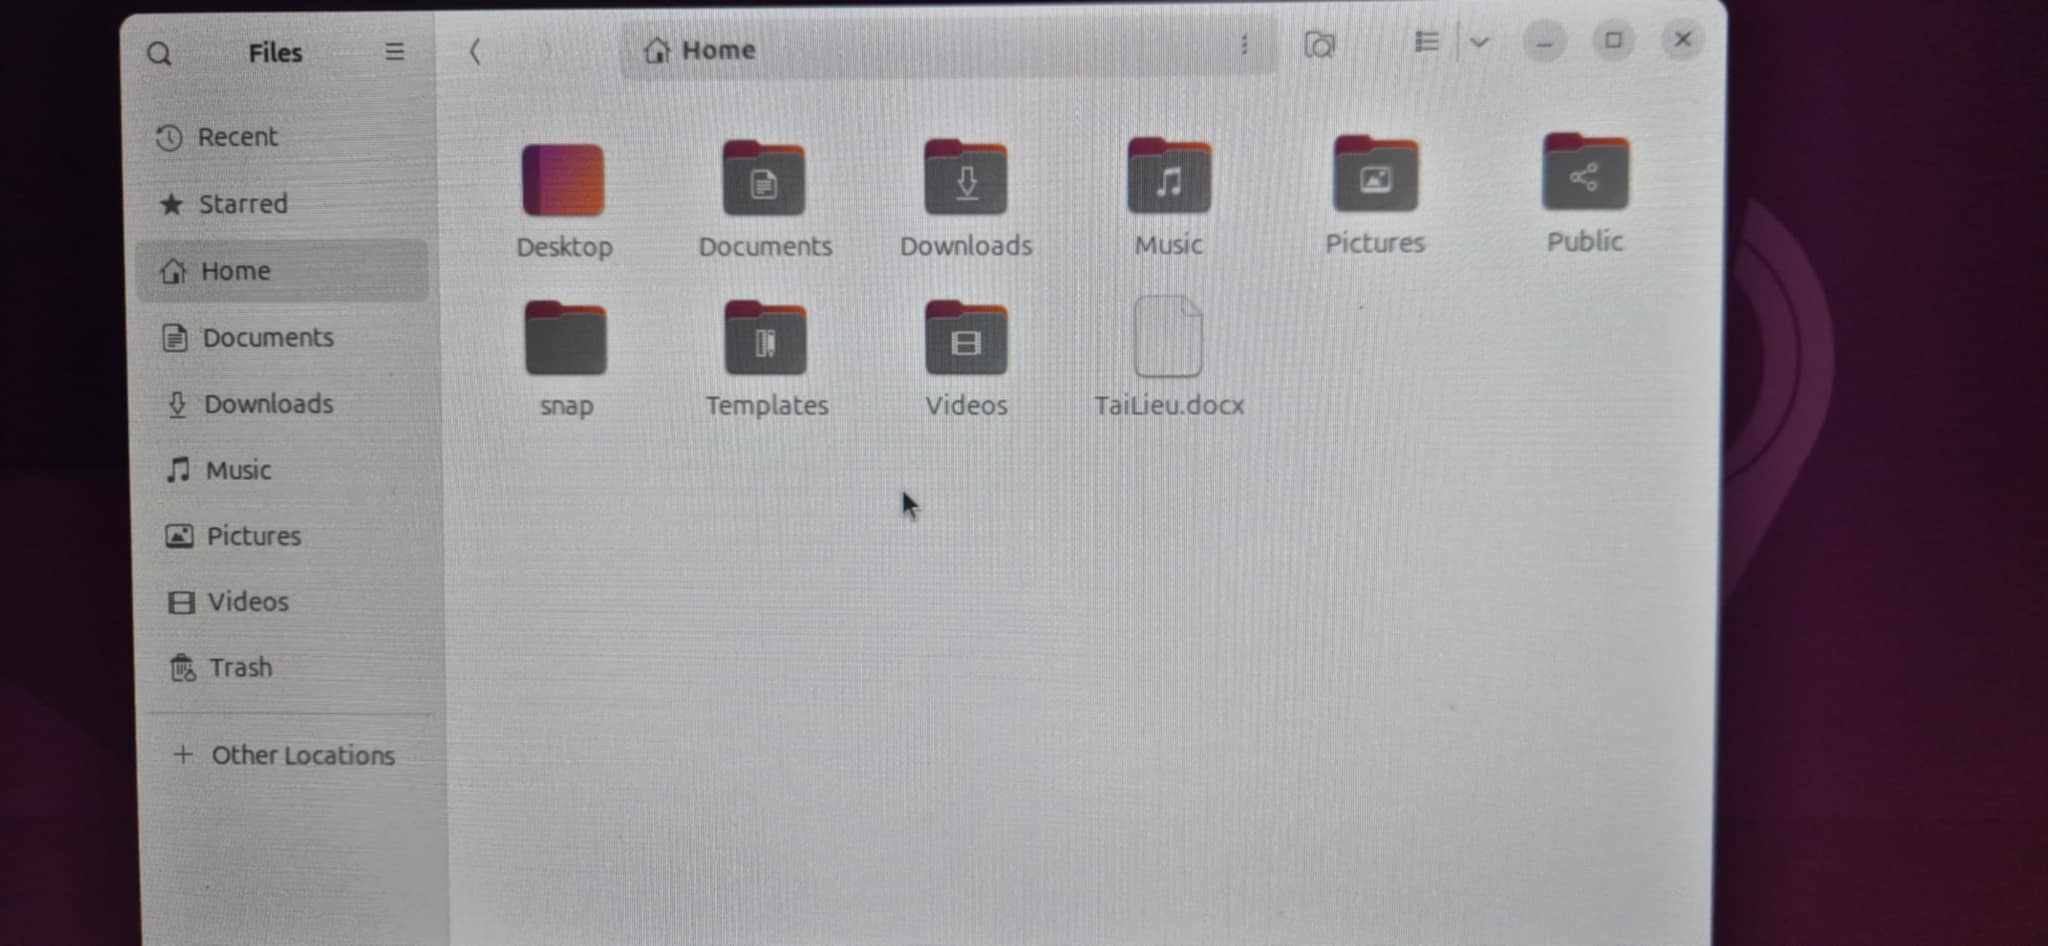 Files
Home
Recent
Starred
Home
Documents
Downloads
Music
Pictures
Videos
Trash
Other Locations
Desktop Documents Downloads Music Pictures Public
snap Templates Videos TaiLieu.docx